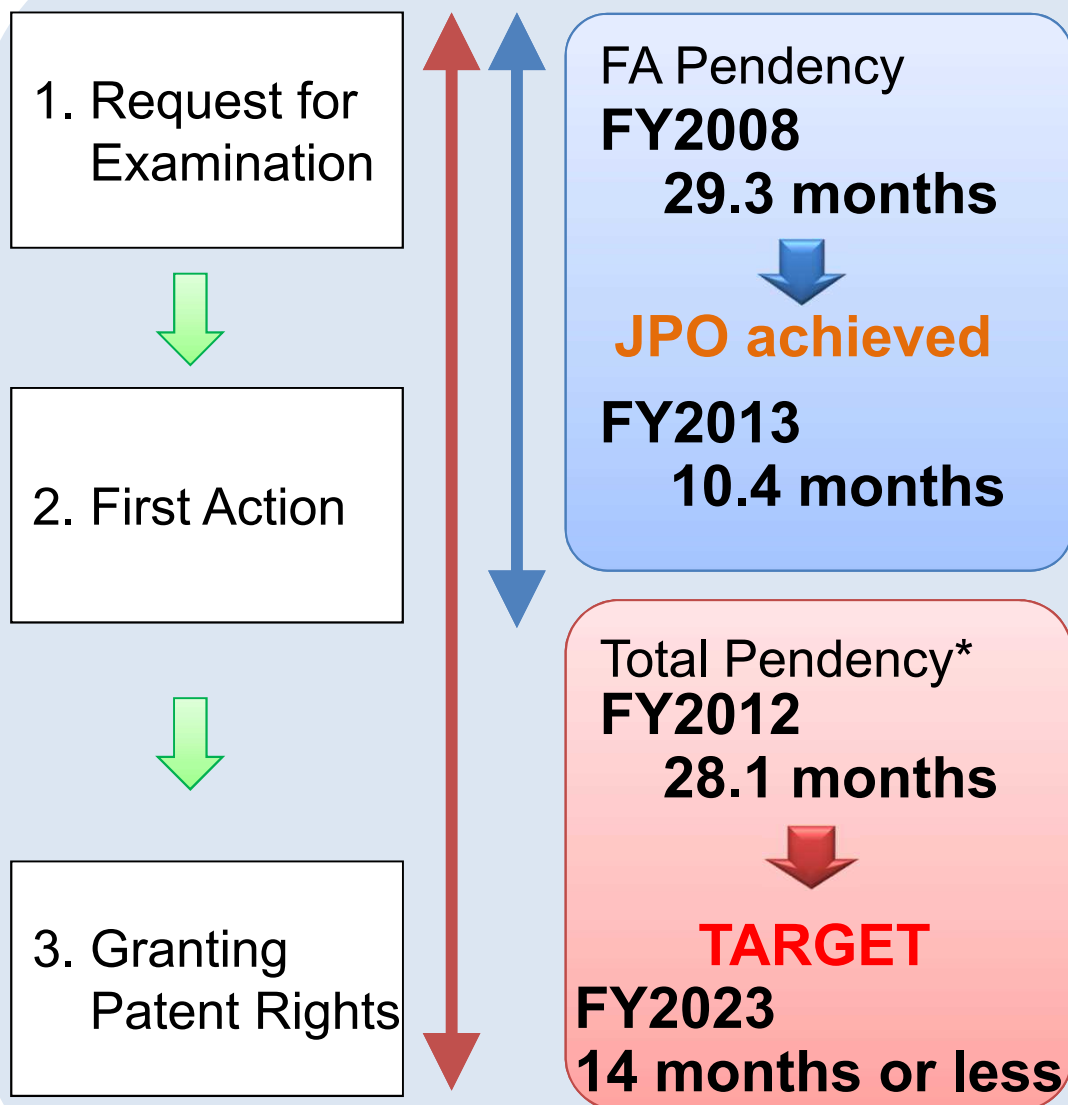 1. Request for
Examination
2. First Action
3. Granting
Patent Rights
FA Pendency
FY2008
29.3 months
JPO achieved
FY2013
10.4 months
Total Pendency*
FY2012
28.1 months
TARGET
FY2023
14 months or less